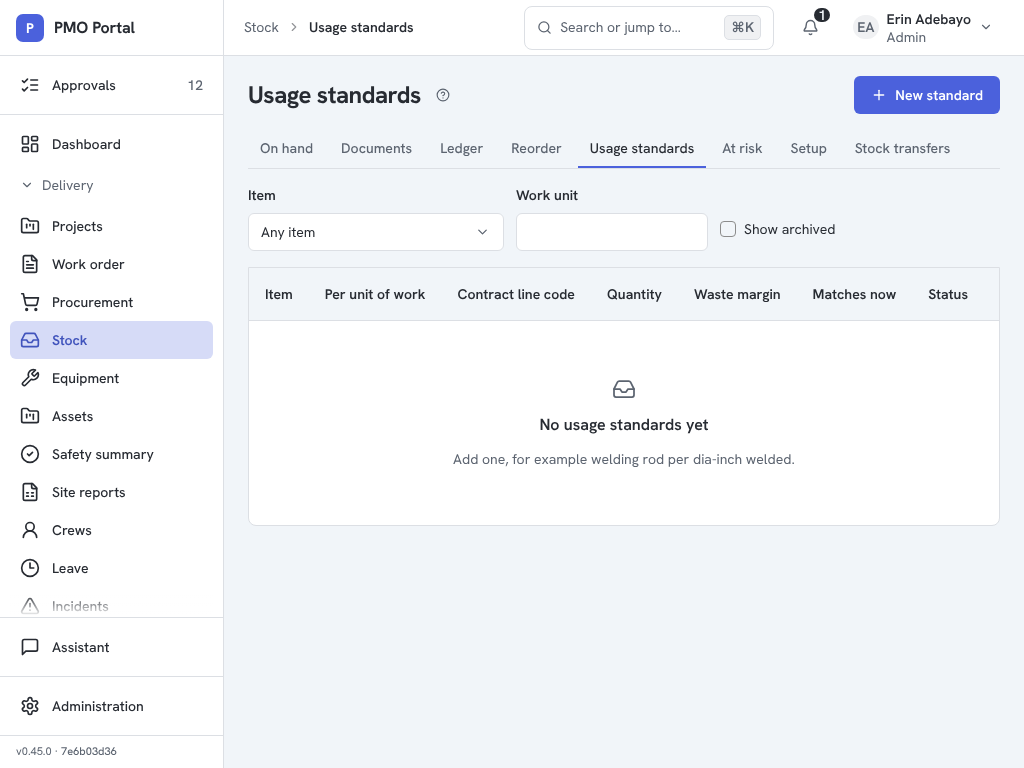 P PMO Portal
Stock > Usage standards
Search or jump to... ⌘K
1
EA Erin Adebayo
Admin
Approvals 12
Dashboard
Delivery
Projects
Work order
Procurement
Stock
Equipment
Assets
Safety summary
Site reports
Crews
Leave
Incidents
Assistant
Administration
v0.45.0 · 7e6b03d36
Usage standards
+ New standard
On hand Documents Ledger Reorder Usage standards At risk Setup Stock transfers
Item Work unit
Any item Show archived
Item Per unit of work Contract line code Quantity Waste margin Matches now Status
No usage standards yet
Add one, for example welding rod per dia-inch welded.